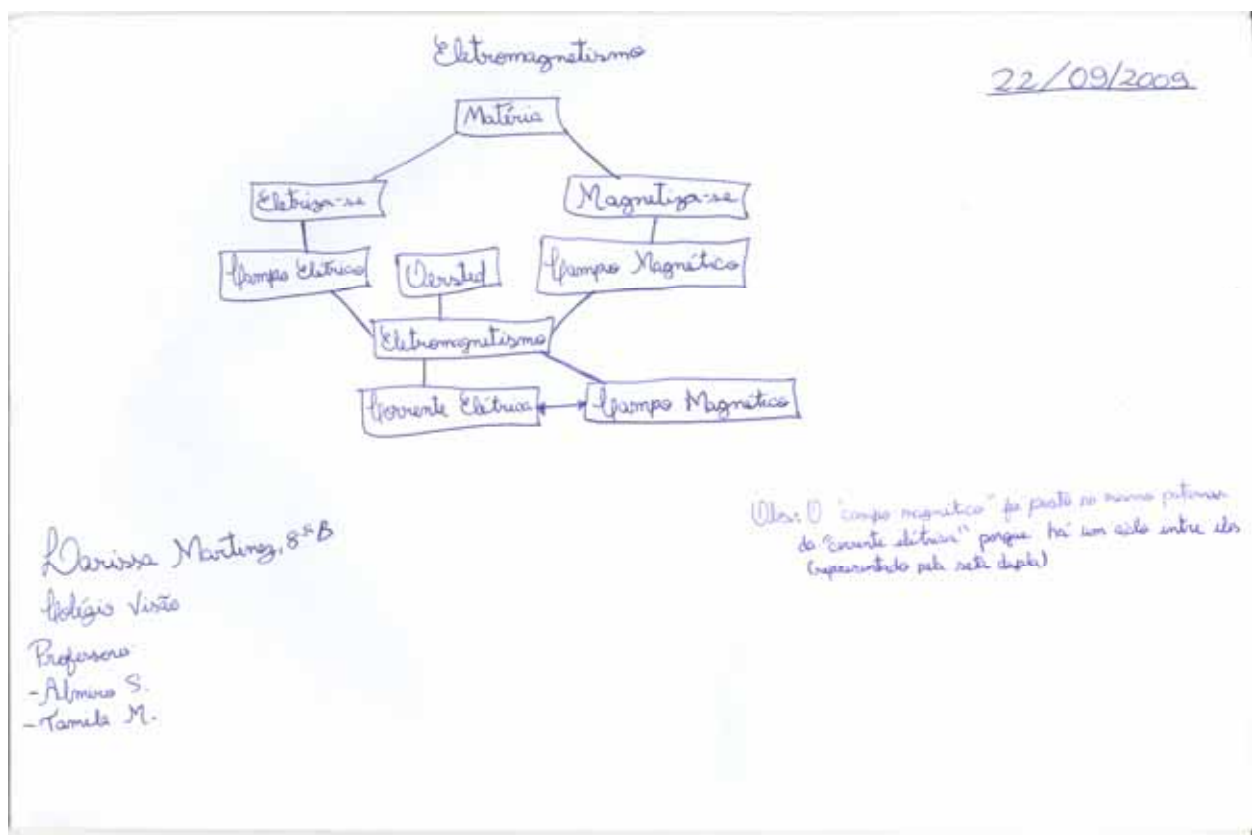 Eletromagnetismo
22/09/2009
Matéria
Eletriza-se
Magnetiza-se
Campo Elétrico
Oersted
Campo Magnético
Eletromagnetismo
Corrente Elétrica
Campo Magnético
Obs: O "campo magnético" foi posto no mesmo patamar
da "corrente elétrica" porque há um ciclo entre eles
(representado pela seta dupla)
Larissa Martinez, 8ª B
Colégio Visão
Professores
- Almiro S.
- Tamila M.